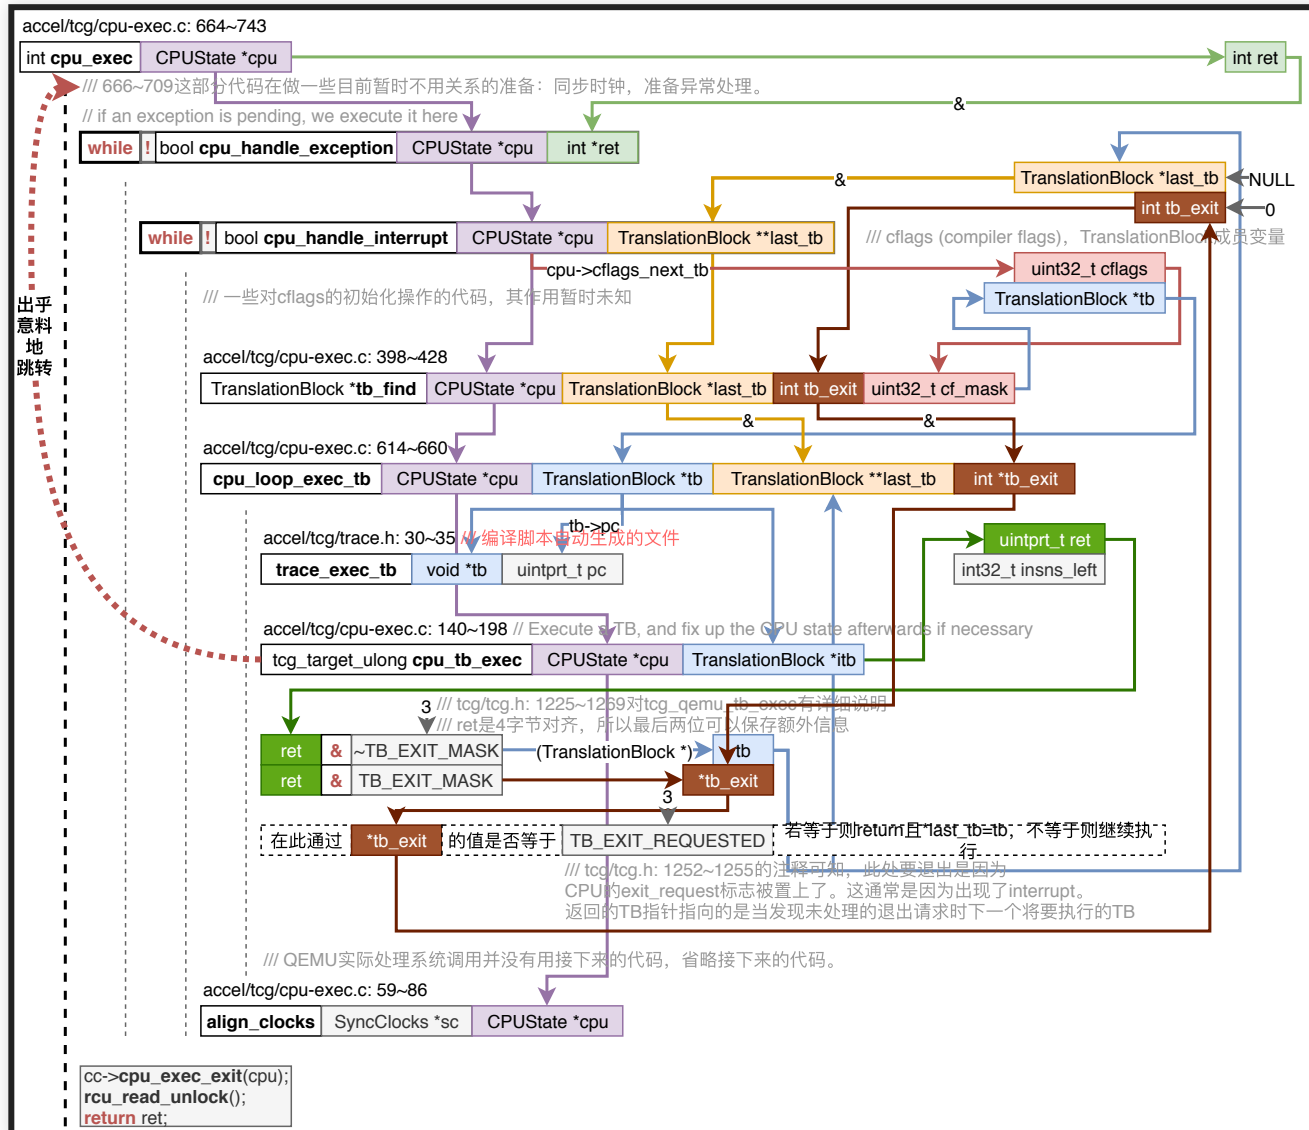 accel/tcg/cpu-exec.c: 664~743
int cpu_exec CPUState *cpu int ret
/// 666~709这部分代码在做一些目前暂时不用关系的准备：同步时钟，准备异常处理。
&
// if an exception is pending, we execute it here
while ! bool cpu_handle_exception CPUState *cpu int *ret
& TranslationBlock *last_tb NULL
int tb_exit 0
while ! bool cpu_handle_interrupt CPUState *cpu TranslationBlock **last_tb
/// cflags (compiler flags)，TranslationBlock成员变量
cpu->cflags_next_tb uint32_t cflags
/// 一些对cflags的初始化操作的代码，其作用暂时未知
TranslationBlock *tb
出乎
意料
地
跳转
accel/tcg/cpu-exec.c: 398~428
TranslationBlock *tb_find CPUState *cpu TranslationBlock *last_tb int tb_exit uint32_t cf_mask
& &
accel/tcg/cpu-exec.c: 614~660
cpu_loop_exec_tb CPUState *cpu TranslationBlock *tb TranslationBlock **last_tb int *tb_exit
tb->pc
accel/tcg/trace.h: 30~35 /// 编译脚本自动生成的文件
uintprt_t ret
trace_exec_tb void *tb uintprt_t pc int32_t insns_left
accel/tcg/cpu-exec.c: 140~198 // Execute a TB, and fix up the CPU state afterwards if necessary
tcg_target_ulong cpu_tb_exec CPUState *cpu TranslationBlock *itb
3 /// tcg/tcg.h: 1225~1269对tcg_qemu_tb_exec有详细说明
/// ret是4字节对齐，所以最后两位可以保存额外信息
ret & ~TB_EXIT_MASK (TranslationBlock *) tb
ret & TB_EXIT_MASK *tb_exit
3
在此通过 *tb_exit 的值是否等于 TB_EXIT_REQUESTED 若等于则return且*last_tb=tb，不等于则继续执
行
/// tcg/tcg.h: 1252~1255的注释可知，此处要退出是因为
CPU的exit_request标志被置上了。这通常是因为出现了interrupt。
返回的TB指针指向的是当发现未处理的退出请求时下一个将要执行的TB
/// QEMU实际处理系统调用并没有用接下来的代码，省略接下来的代码。
accel/tcg/cpu-exec.c: 59~86
align_clocks SyncClocks *sc CPUState *cpu
cc->cpu_exec_exit(cpu);
rcu_read_unlock();
return ret;